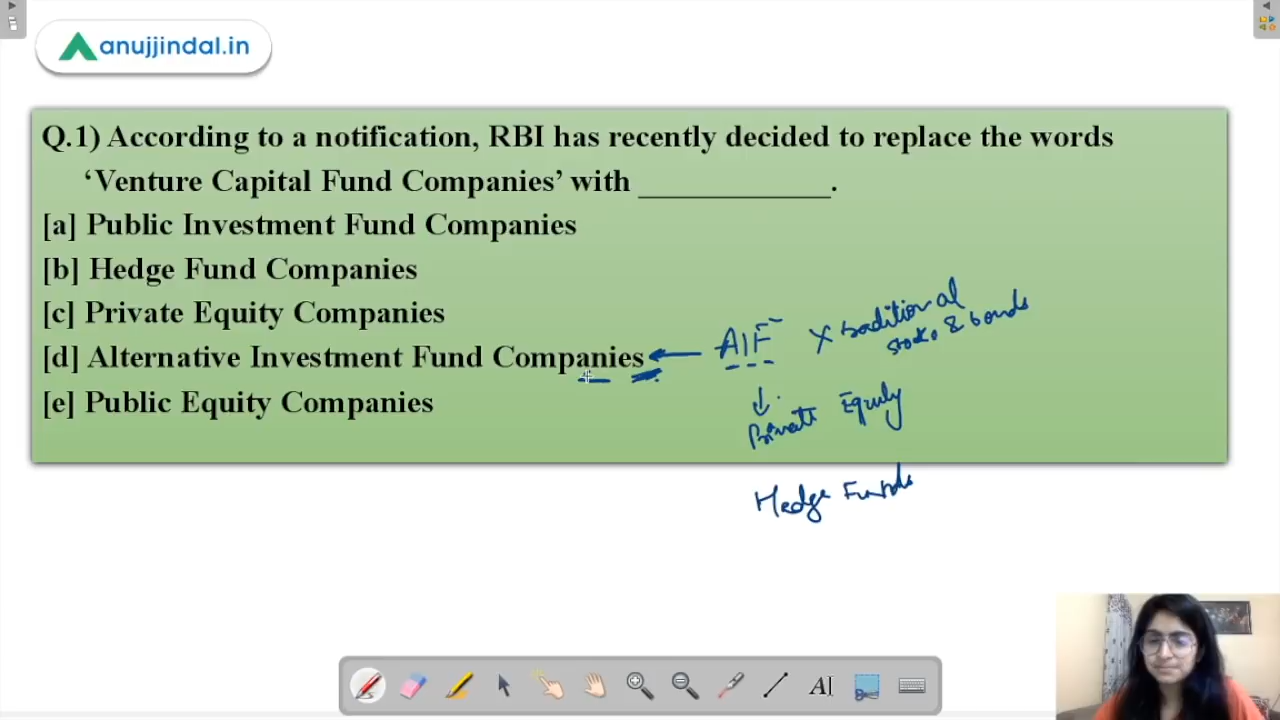 anujjindal.in
Q.1) According to a notification, RBI has recently decided to replace the words
‘Venture Capital Fund Companies’ with _____________.
[a] Public Investment Fund Companies
[b] Hedge Fund Companies
[c] Private Equity Companies
[d] Alternative Investment Fund Companies
[e] Public Equity Companies
AIF
X traditional
stocks & bonds
Private Equity
Hedge Funds
AI